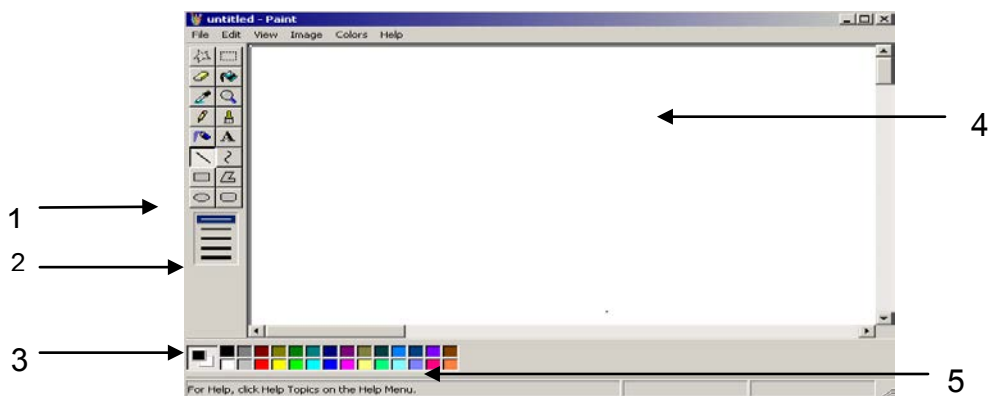 untitled - Paint
File Edit View Image Colors Help
A
4
1
2
3
5
For Help, click Help Topics on the Help Menu.